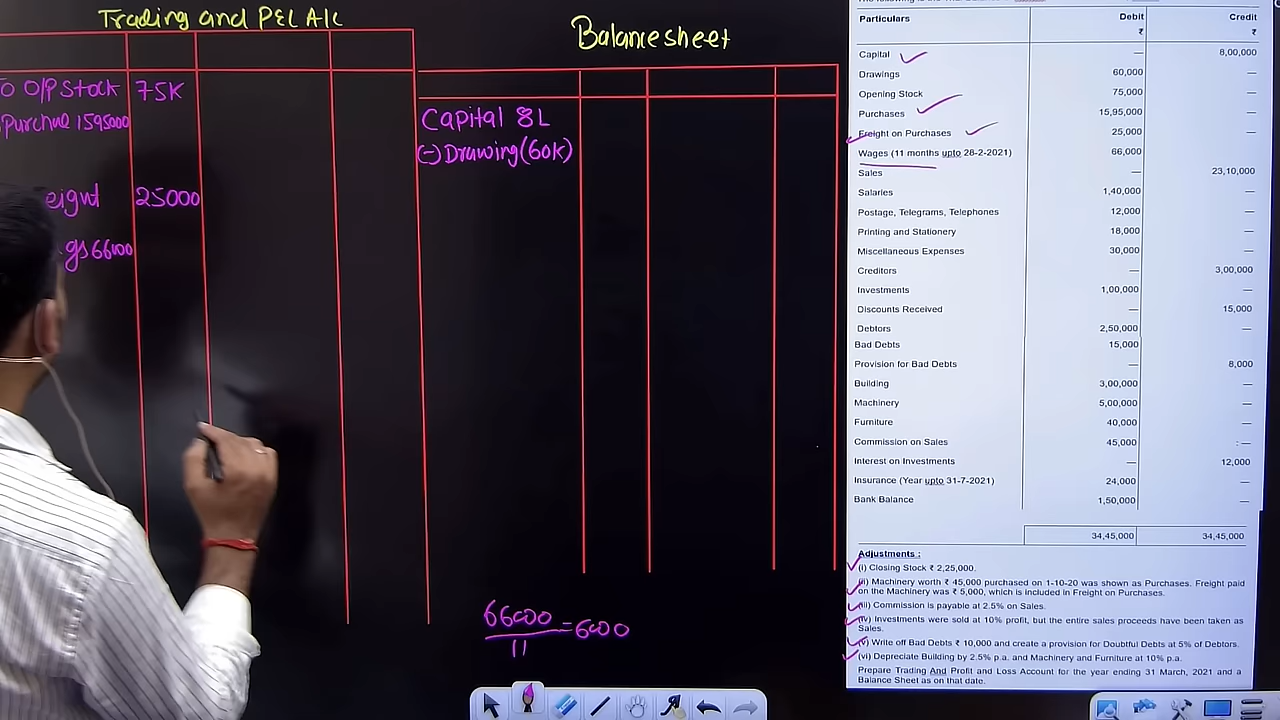 Trading and P&L A/c
To O/P Stock 75K
Purchase 1595000
25000
66000
Balancesheet
Capital 8L
(-) Drawing (60K)
66000
11
=6000
Particulars Debit Credit
₹ ₹
Capital — 8,00,000
Drawings 60,000 —
Opening Stock 75,000 —
Purchases 15,95,000 —
Freight on Purchases 25,000 —
Wages (11 months upto 28-2-2021) 66,000 —
Sales — 23,10,000
Salaries 1,40,000 —
Postage, Telegrams, Telephones 12,000 —
Printing and Stationery 18,000 —
Miscellaneous Expenses 30,000 —
Creditors — 3,00,000
Investments 1,00,000 —
Discounts Received — 15,000
Debtors 2,50,000 —
Bad Debts 15,000 —
Provision for Bad Debts 8,000
Building 3,00,000 —
Machinery 5,00,000 —
Furniture 40,000 —
Commission on Sales 45,000 —
Interest on Investments — 12,000
Insurance (Year upto 31-7-2021) 24,000 —
Bank Balance 1,50,000 —
34,45,000 34,45,000
Adjustments :
(i) Closing Stock ₹ 2,25,000.
(ii) Machinery worth ₹ 45,000 purchased on 1-10-20 was shown as Purchases. Freight paid
on the Machinery was ₹ 5,000, which is included in Freight on Purchases.
(iii) Commission is payable at 2.5% on Sales.
(iv) Investments were sold at 10% profit, but the entire sales proceeds have been taken as
Sales.
(v) Write off Bad Debts ₹ 10,000 and create a provision for Doubtful Debts at 5% of Debtors.
(vi) Depreciate Building by 2.5% p.a. and Machinery and Furniture at 10% p.a.
Prepare Trading And Profit and Loss Account for the year ending 31 March, 2021 and a
Balance Sheet as on that date.